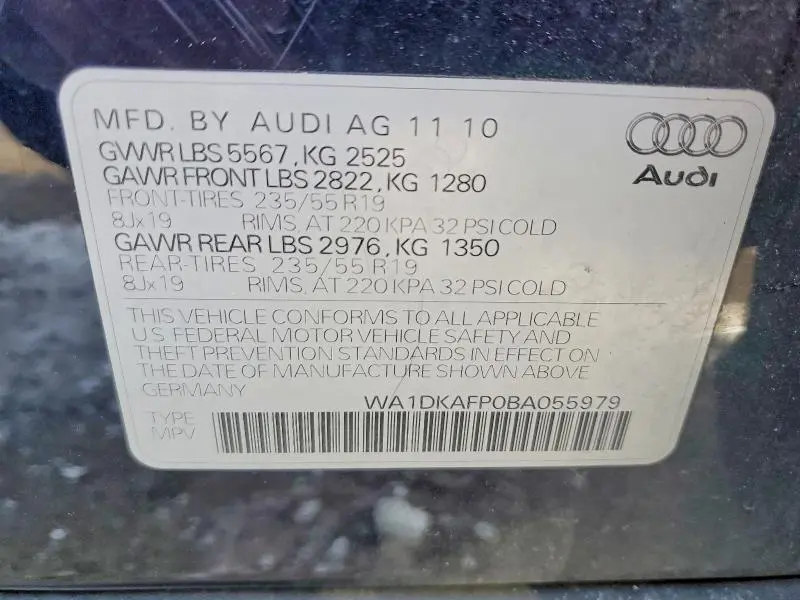 MFD. BY AUDI AG 11 10
GVWR LBS 5567, KG 2525
GAWR FRONT LBS 2822, KG 1280
FRONT-TIRES 235/55 R19
8Jx19 RIMS, AT 220 KPA 32 PSI COLD
GAWR REAR LBS 2976, KG 1350
REAR-TIRES 235/55 R19
8Jx19 RIMS, AT 220 KPA 32 PSI COLD
Audi
THIS VEHICLE CONFORMS TO ALL APPLICABLE
U.S. FEDERAL MOTOR VEHICLE SAFETY AND
THEFT PREVENTION STANDARDS IN EFFECT ON
THE DATE OF MANUFACTURE SHOWN ABOVE.
GERMANY
WA1DKAFP0BA055979
TYPE
MPV